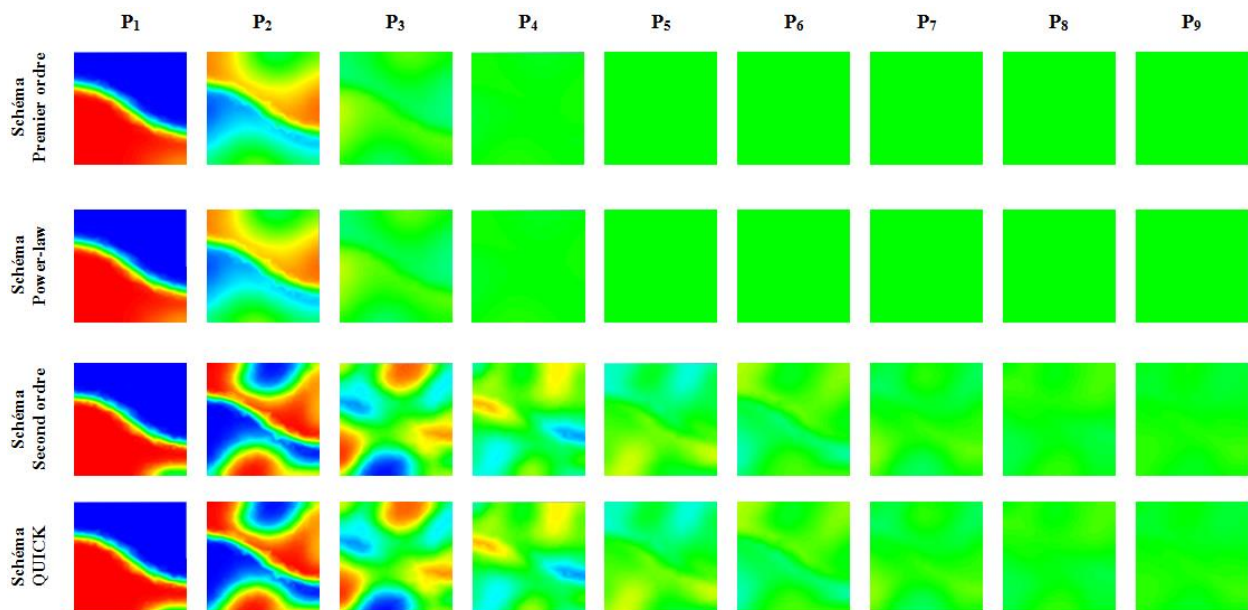 P₁ P₂ P₃ P₄ P₅ P₆ P₇ P₈ P₉
Schéma
Premier ordre
Schéma
Power-law
Schéma
Second ordre
Schéma
QUICK